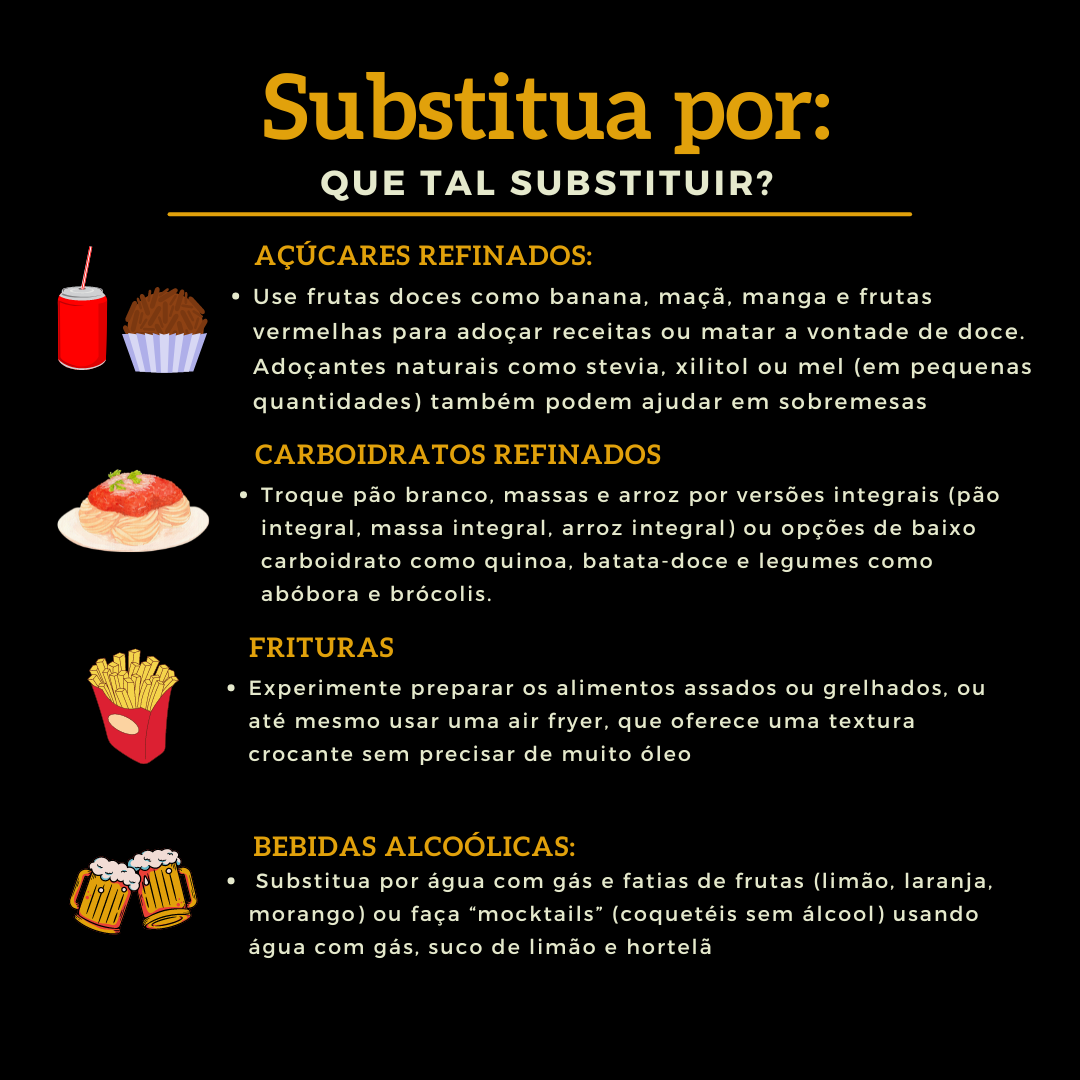 Substitua por:
QUE TAL SUBSTITUIR?
AÇÚCARES REFINADOS:
• Use frutas doces como banana, maçã, manga e frutas
vermelhas para adoçar receitas ou matar a vontade de doce.
Adoçantes naturais como stevia, xilitol ou mel (em pequenas
quantidades) também podem ajudar em sobremesas
CARBOIDRATOS REFINADOS
• Troque pão branco, massas e arroz por versões integrais (pão
integral, massa integral, arroz integral) ou opções de baixo
carboidrato como quinoa, batata-doce e legumes como
abóbora e brócolis.
FRITURAS
• Experimente preparar os alimentos assados ou grelhados, ou
até mesmo usar uma air fryer, que oferece uma textura
crocante sem precisar de muito óleo
BEBIDAS ALCOÓLICAS:
• Substitua por água com gás e fatias de frutas (limão, laranja,
morango) ou faça “mocktails” (coquetéis sem álcool) usando
água com gás, suco de limão e hortelã